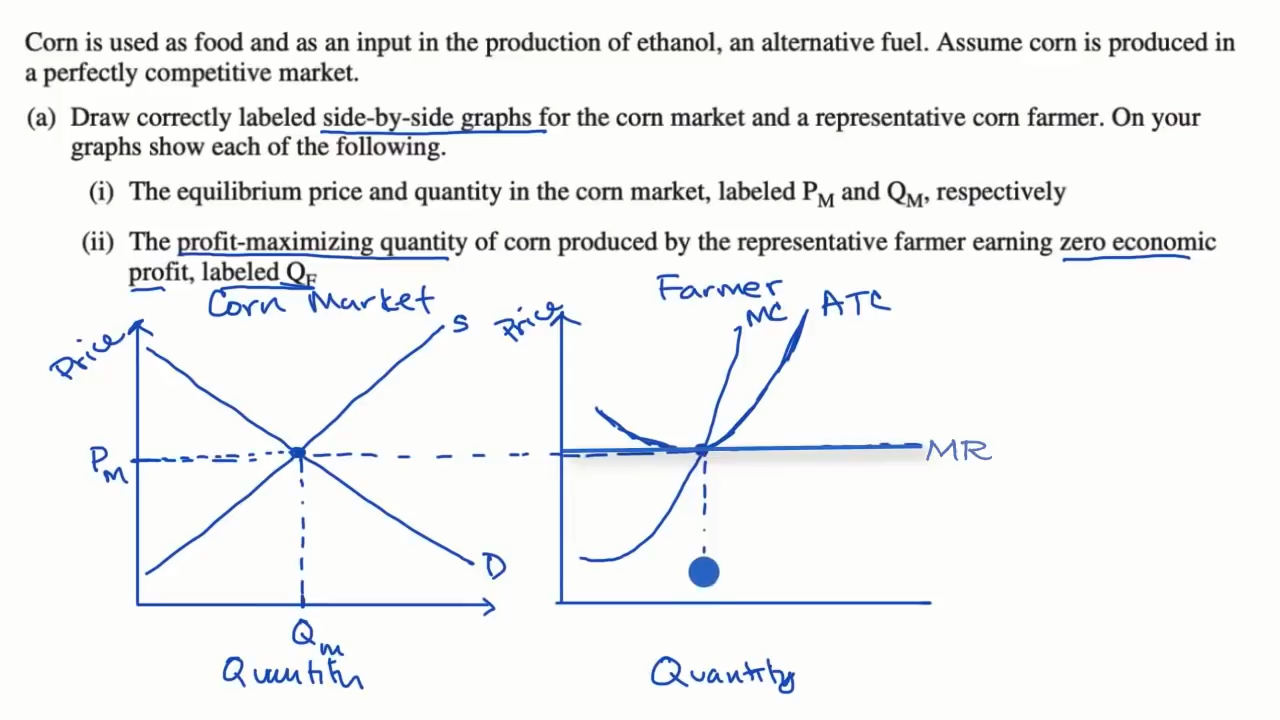 Corn is used as food and as an input in the production of ethanol, an alternative fuel. Assume corn is produced in
a perfectly competitive market.
(a) Draw correctly labeled side-by-side graphs for the corn market and a representative corn farmer. On your
graphs show each of the following.
(i) The equilibrium price and quantity in the corn market, labeled PM and QM, respectively
(ii) The profit-maximizing quantity of corn produced by the representative farmer earning zero economic
profit, labeled QF
Corn Market
Price
S
PM
D
Qm
Quantity
Farmer
Price
MC
ATC
MR
Quantity